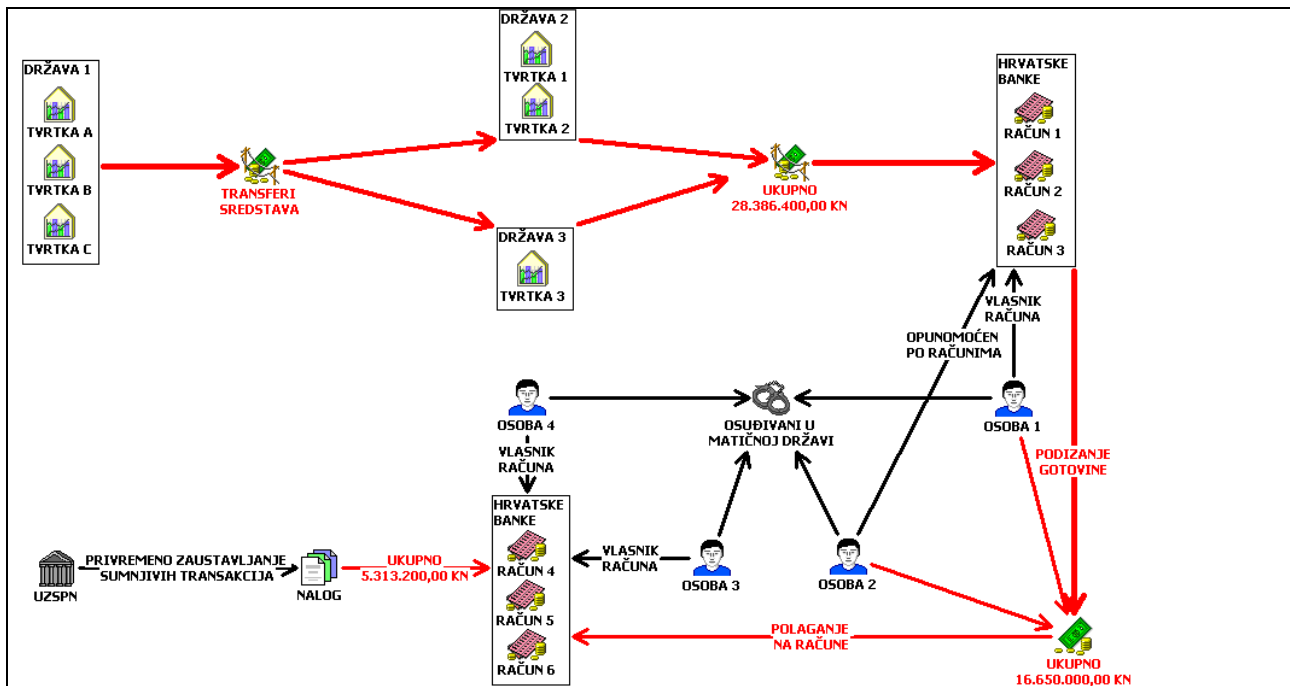 DRŽAVA 1
TVRTKA A
TVRTKA B
TVRTKA C
TRANSFERI
SREDSTAVA
DRŽAVA 2
TVRTKA 1
TVRTKA 2
DRŽAVA 3
TVRTKA 3
UKUPNO
28.386.400,00 KN
HRVATSKE
BANKE
RAČUN 1
RAČUN 2
RAČUN 3
VLASNIK
RAČUNA
OPUNOMOĆEN
PO RAČUNIMA
OSOBA 4
OSUĐIVANI U
MATIČNOJ DRŽAVI
OSOBA 1
VLASNIK
RAČUNA
PODIZANJE
GOTOVINE
HRVATSKE
BANKE
RAČUN 4
RAČUN 5
RAČUN 6
PRIVREMENO ZAUSTAVLJANJE
SUMNJIVIH TRANSAKCIJA
UZSPN
NALOG
UKUPNO
5.313.200,00 KN
VLASNIK
RAČUNA
OSOBA 3
OSOBA 2
POLAGANJE
NA RAČUNE
UKUPNO
16.650.000,00 KN